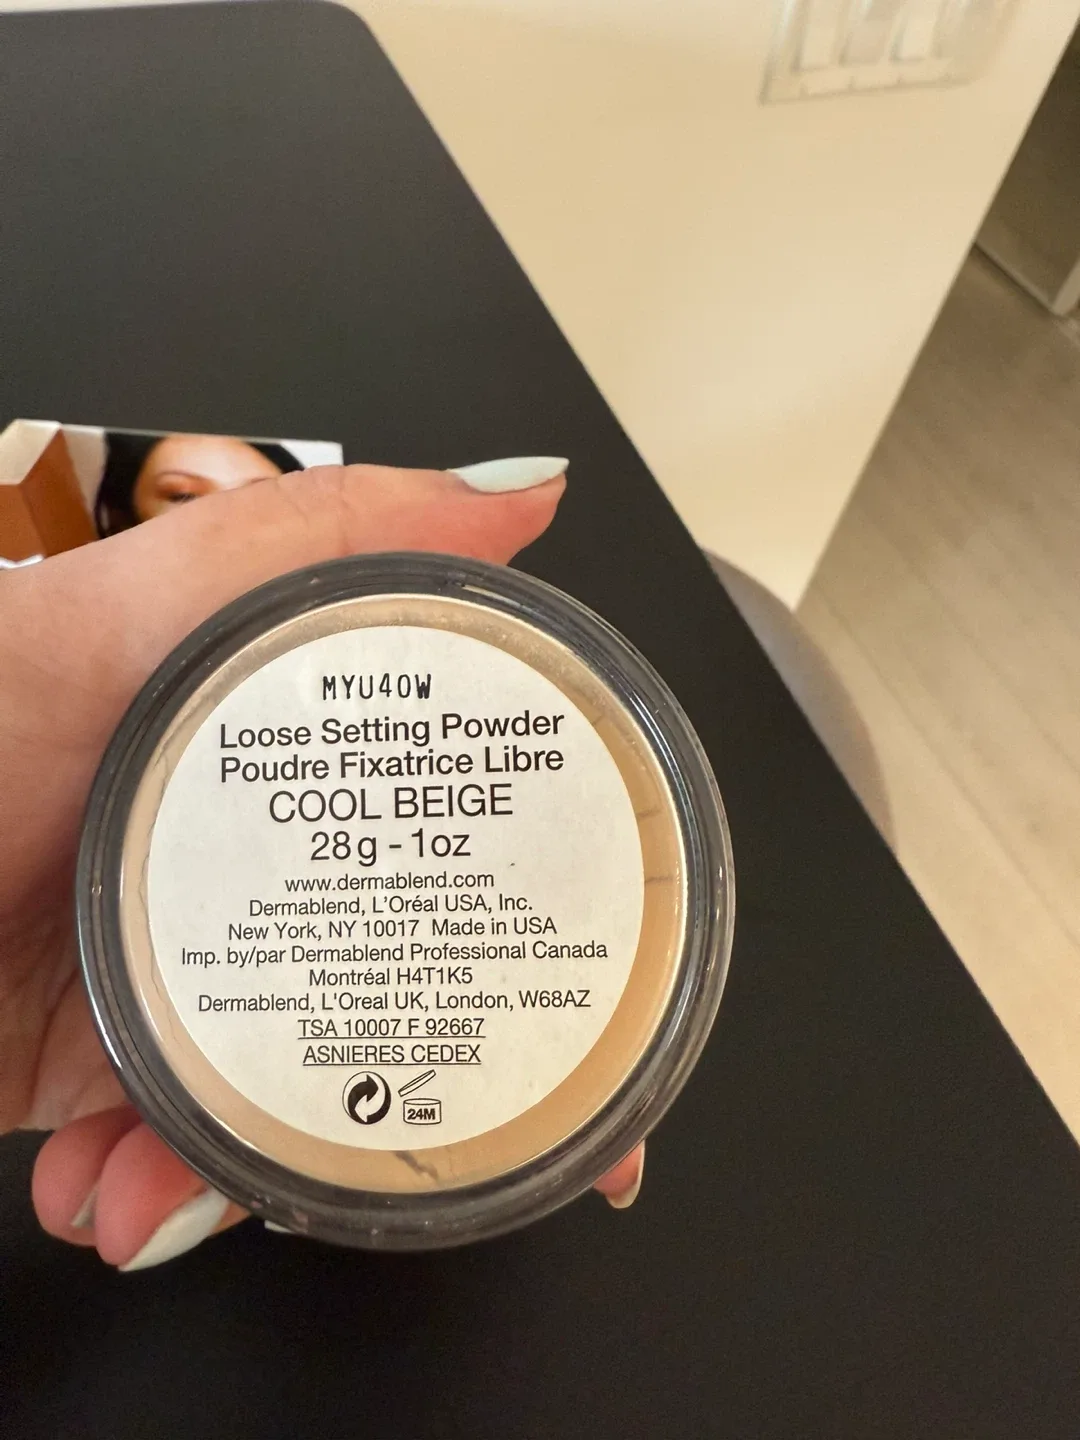 MYU40W
Loose Setting Powder
Poudre Fixatrice Libre
COOL BEIGE
28g - 1oz
www.dermablend.com
Dermablend, L'Oréal USA, Inc.
New York, NY 10017 Made in USA
Imp. by/par Dermablend Professional Canada
Montréal H4T1K5
Dermablend, L'Oreal UK, London, W68AZ
TSA 10007 F 92667
ASNIERES CEDEX
24M